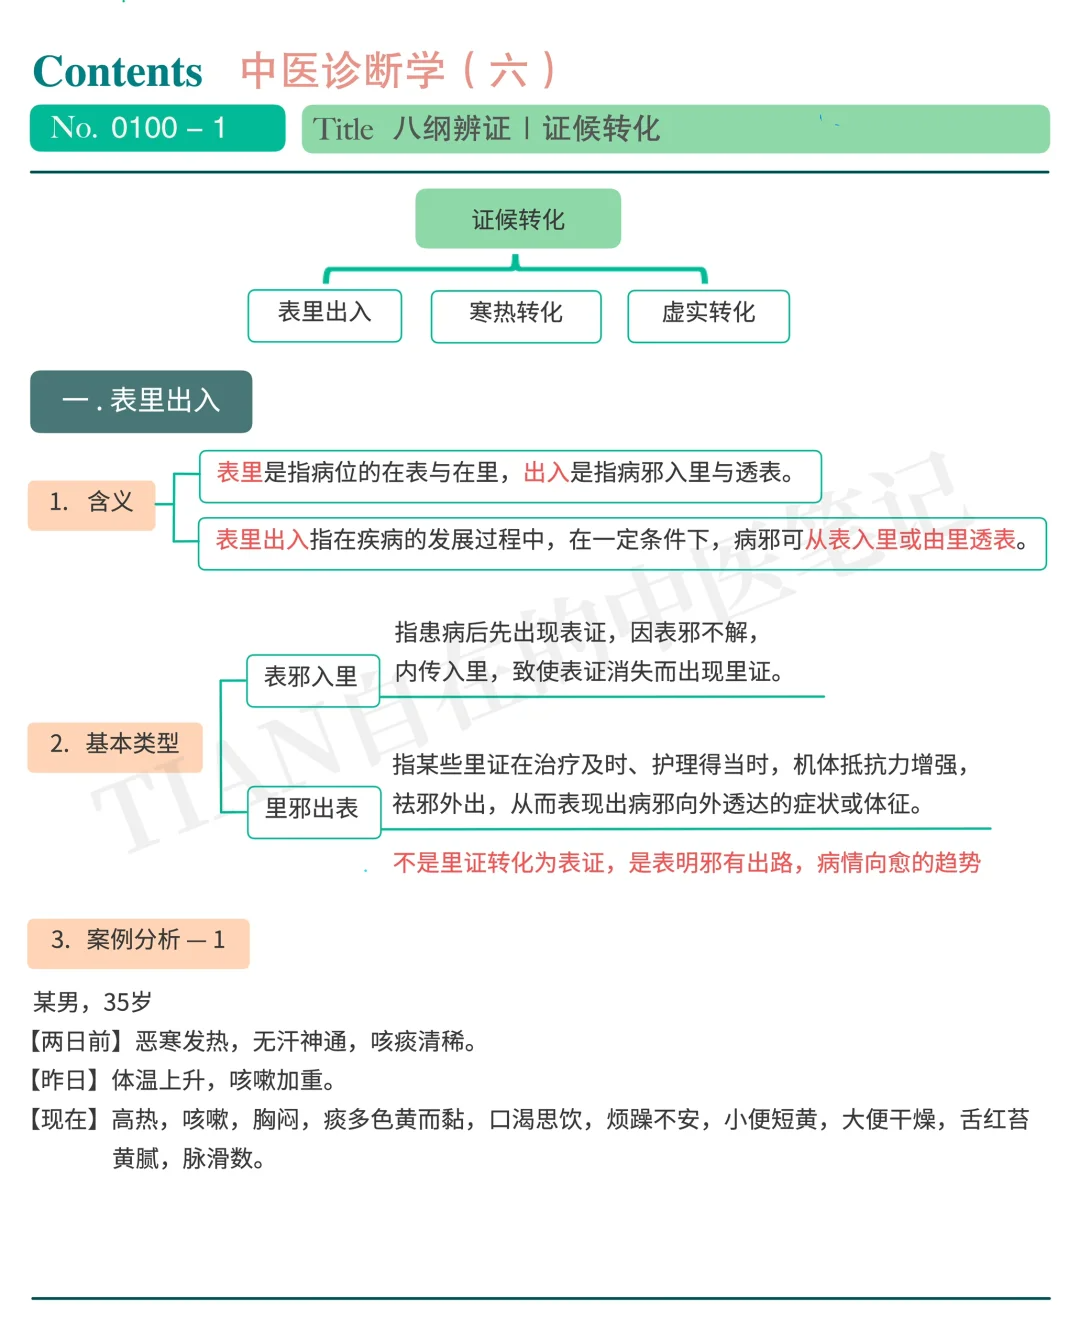 Contents 中医诊断学（六）
No. 0100 – 1
Title 八纲辨证 | 证候转化
证候转化
表里出入
寒热转化
虚实转化
一 . 表里出入
1. 含义
表里是指病位的在表与在里，出入是指病邪入里与透表。
表里出入指在疾病的发展过程中，在一定条件下，病邪可从表入里或由里透表。
2. 基本类型
表邪入里
指患病后先出现表证，因表邪不解，
内传入里，致使表证消失而出现里证。
里邪出表
指某些里证在治疗及时、护理得当时，机体抵抗力增强，
祛邪外出，从而表现出病邪向外透达的症状或体征。
不是里证转化为表证，是表明邪有出路，病情向愈的趋势
3. 案例分析 — 1
某男，35岁
【两日前】恶寒发热，无汗神通，咳痰清稀。
【昨日】体温上升，咳嗽加重。
【现在】高热，咳嗽，胸闷，痰多色黄而黏，口渴思饮，烦躁不安，小便短黄，大便干燥，舌红苔
黄腻，脉滑数。
TIAN自在的中医笔记